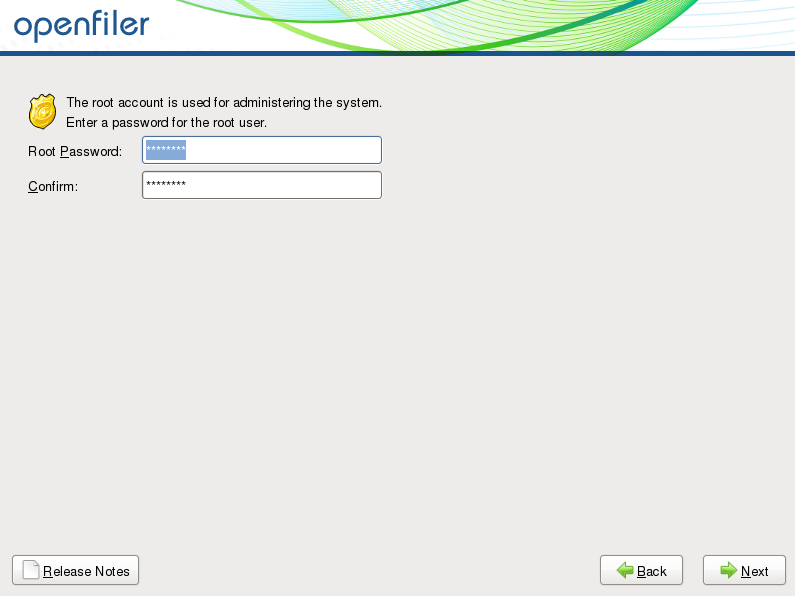 openfiler
The root account is used for administering the system.
Enter a password for the root user.
Root Password: ********
Confirm: ********
Release Notes
Back
Next